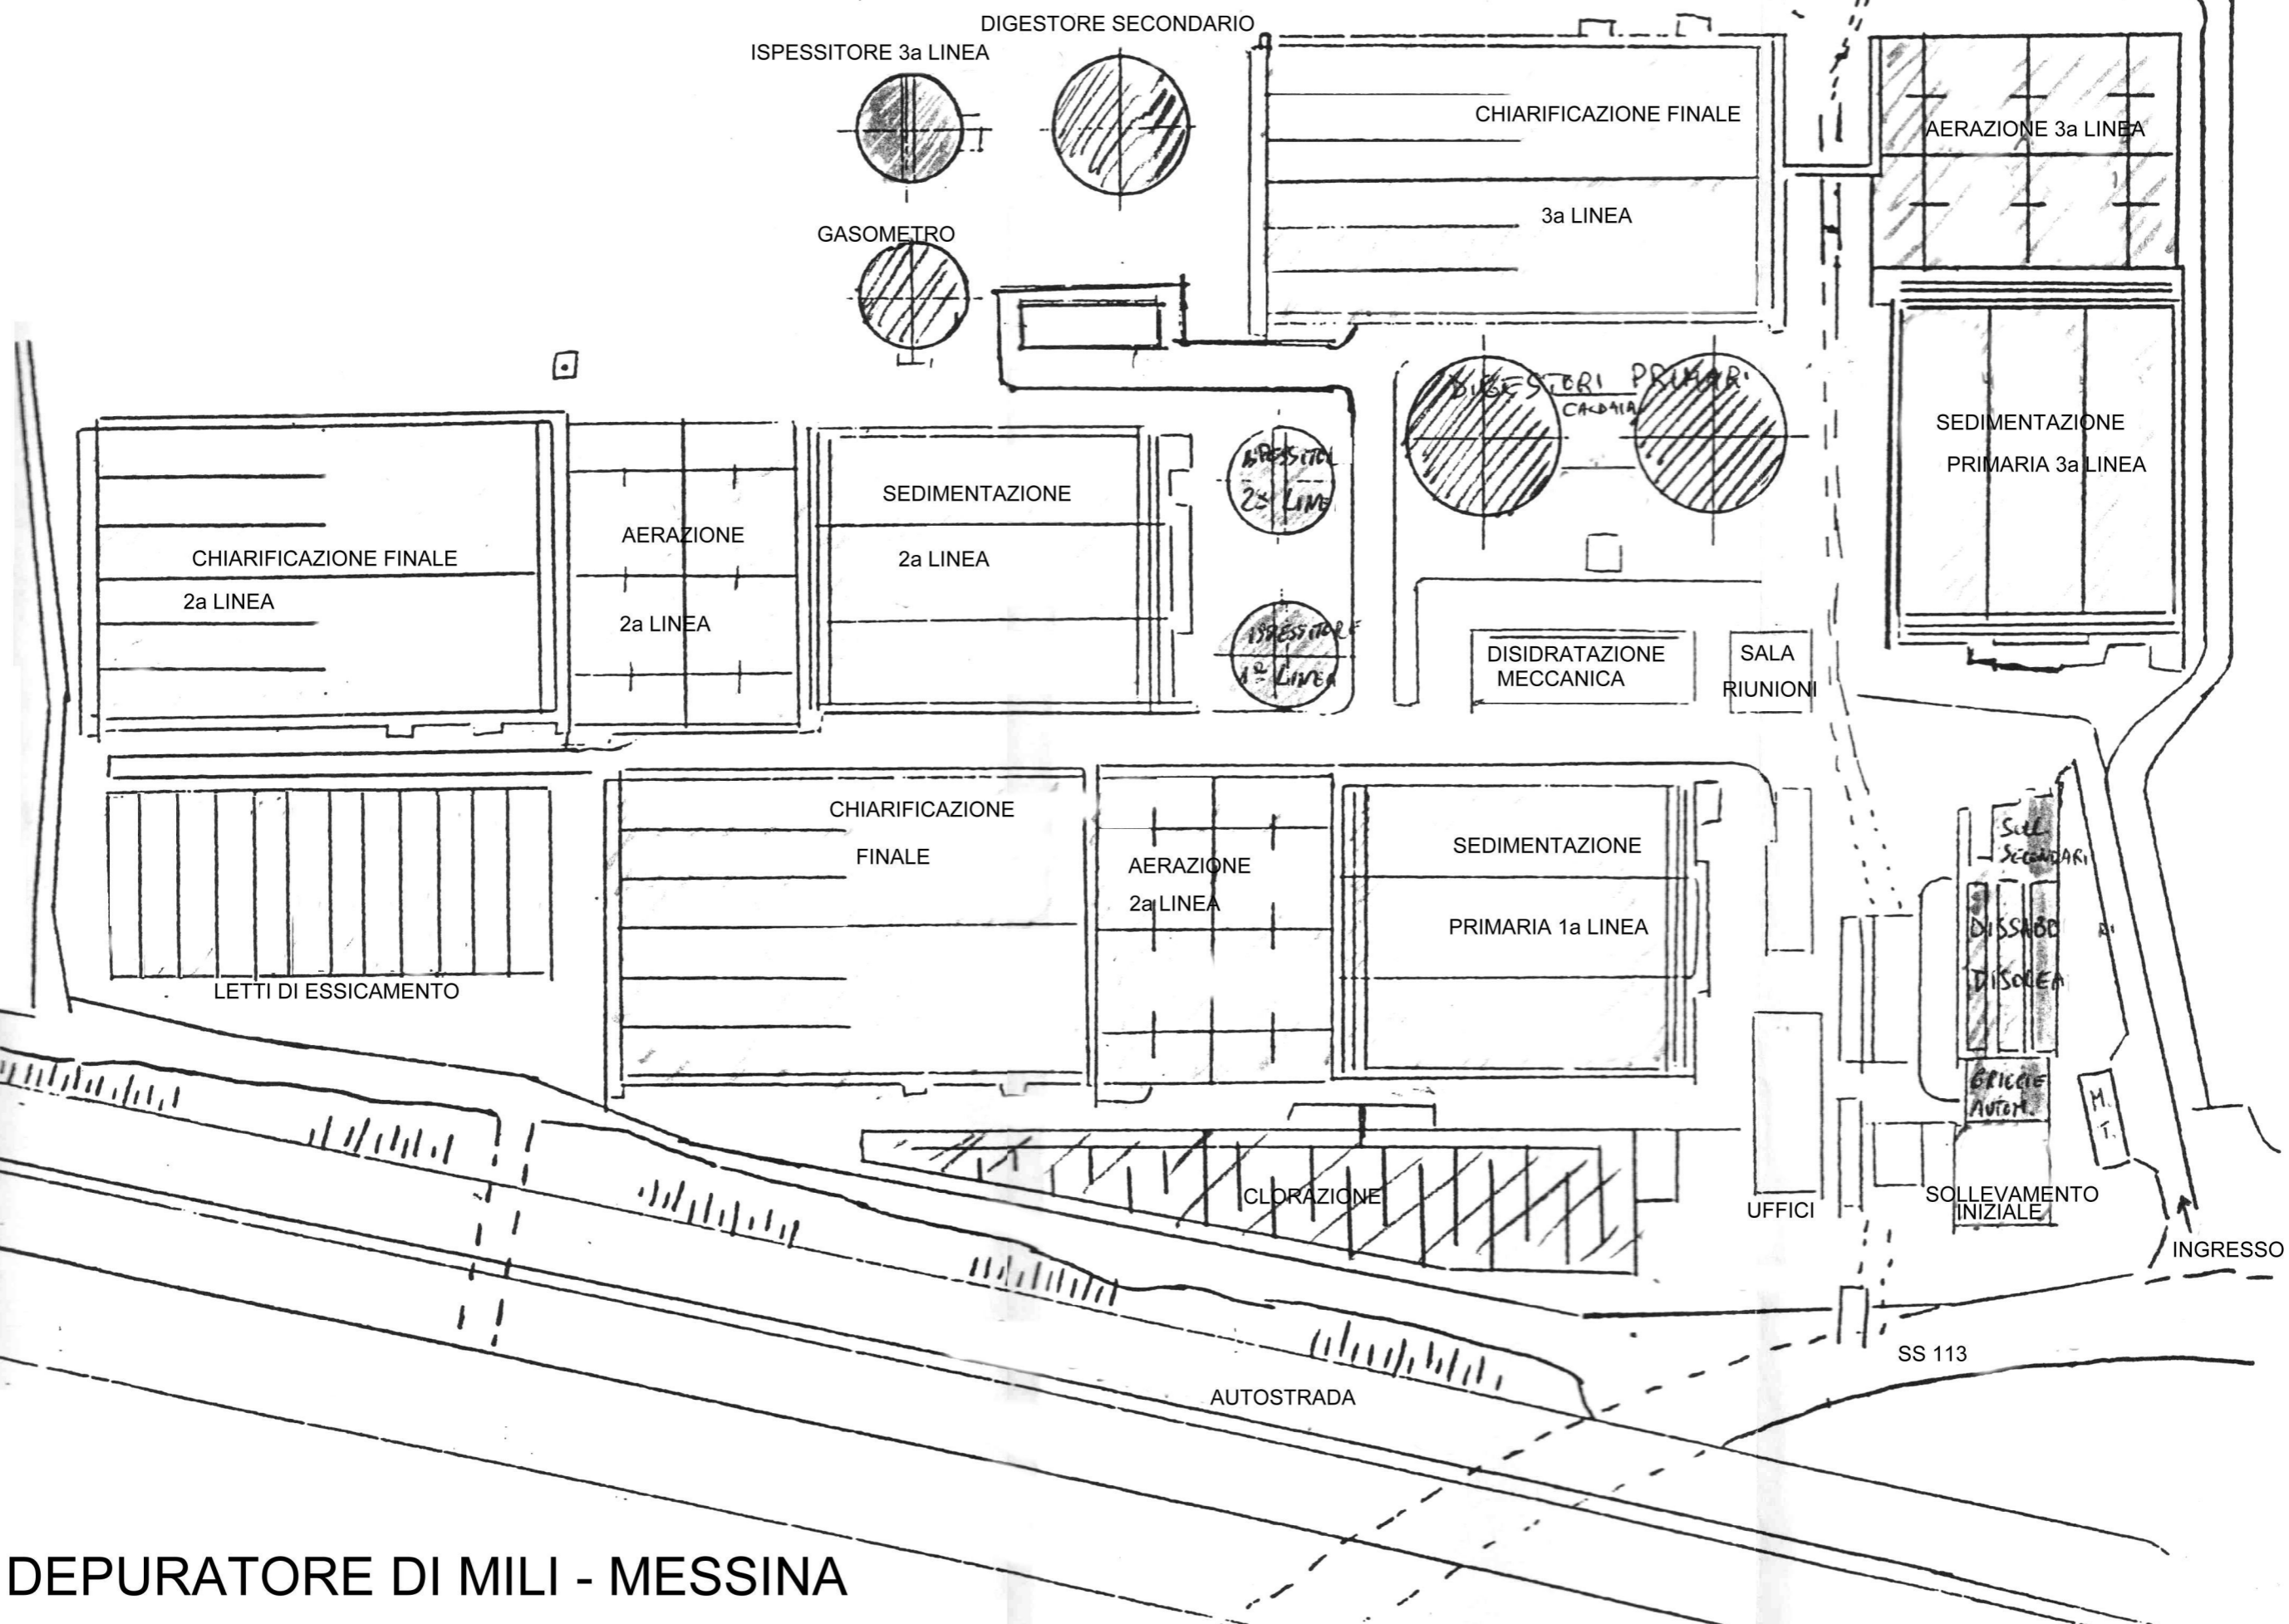 DIGESTORE SECONDARIO
ISPESSITORE 3a LINEA
CHIARIFICAZIONE FINALE
3a LINEA
AERAZIONE 3a LINEA
GASOMETRO
DIGESTORI PRIMARI
CALDAIA
SEDIMENTAZIONE
PRIMARIA 3a LINEA
CHIARIFICAZIONE FINALE
2a LINEA
AERAZIONE
2a LINEA
SEDIMENTAZIONE
2a LINEA
2a LINE
ISPESSITORE
1a LINEA
DISIDRATAZIONE
MECCANICA
SALA
RIUNIONI
LETTI DI ESSICAMENTO
CHIARIFICAZIONE
FINALE
AERAZIONE
2a LINEA
SEDIMENTAZIONE
PRIMARIA 1a LINEA
SOLL.
SECONDARI
DISSABBIATORI
DISOLEA
GRIGLIE
AUTOM.
M.
T.
CLORAZIONE
UFFICI
SOLLEVAMENTO
INIZIALE
INGRESSO
SS 113
AUTOSTRADA
DEPURATORE DI MILI - MESSINA